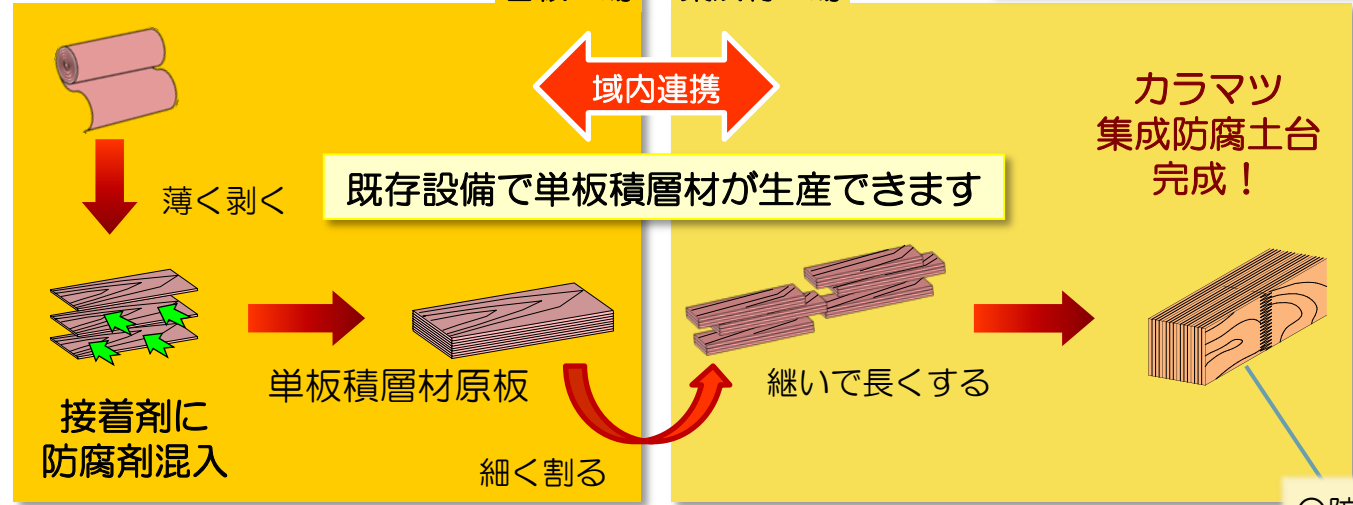 域内連携
既存設備で単板積層材が生産できます
薄く剥く
接着剤に
防腐剤混入
単板積層材原板
細く割る
継いで長くする
カラマツ
集成防腐土台
完成！